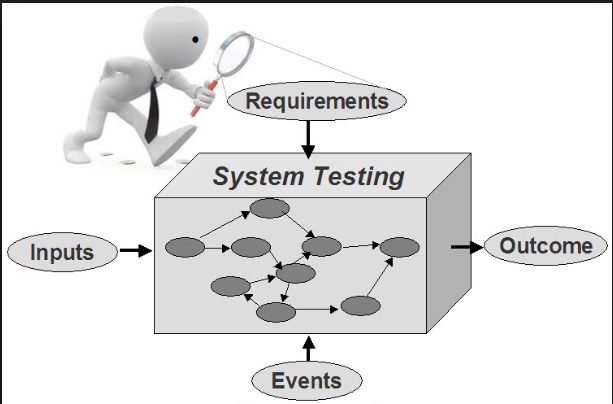 Requirements
System Testing
Inputs
Outcome
Events